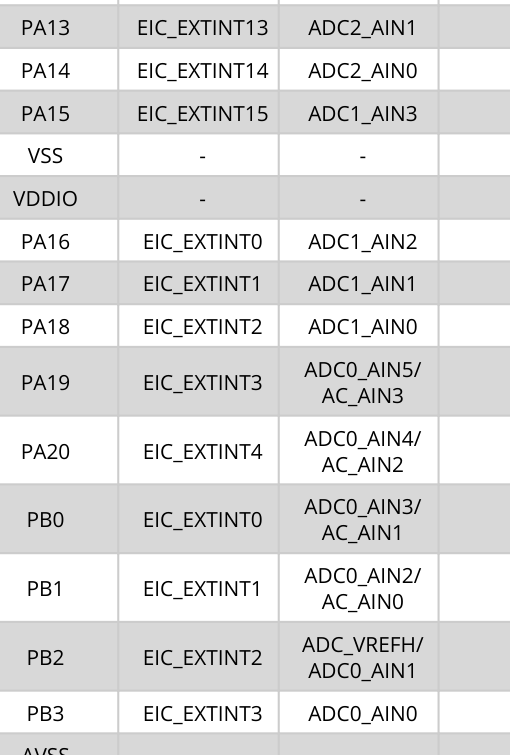 PA13 EIC_EXTINT13 ADC2_AIN1
PA14 EIC_EXTINT14 ADC2_AIN0
PA15 EIC_EXTINT15 ADC1_AIN3
VSS - -
VDDIO - -
PA16 EIC_EXTINT0 ADC1_AIN2
PA17 EIC_EXTINT1 ADC1_AIN1
PA18 EIC_EXTINT2 ADC1_AIN0
PA19 EIC_EXTINT3 ADC0_AIN5/
AC_AIN3
PA20 EIC_EXTINT4 ADC0_AIN4/
AC_AIN2
PB0 EIC_EXTINT0 ADC0_AIN3/
AC_AIN1
PB1 EIC_EXTINT1 ADC0_AIN2/
AC_AIN0
PB2 EIC_EXTINT2 ADC_VREFH/
ADC0_AIN1
PB3 EIC_EXTINT3 ADC0_AIN0
AVSS